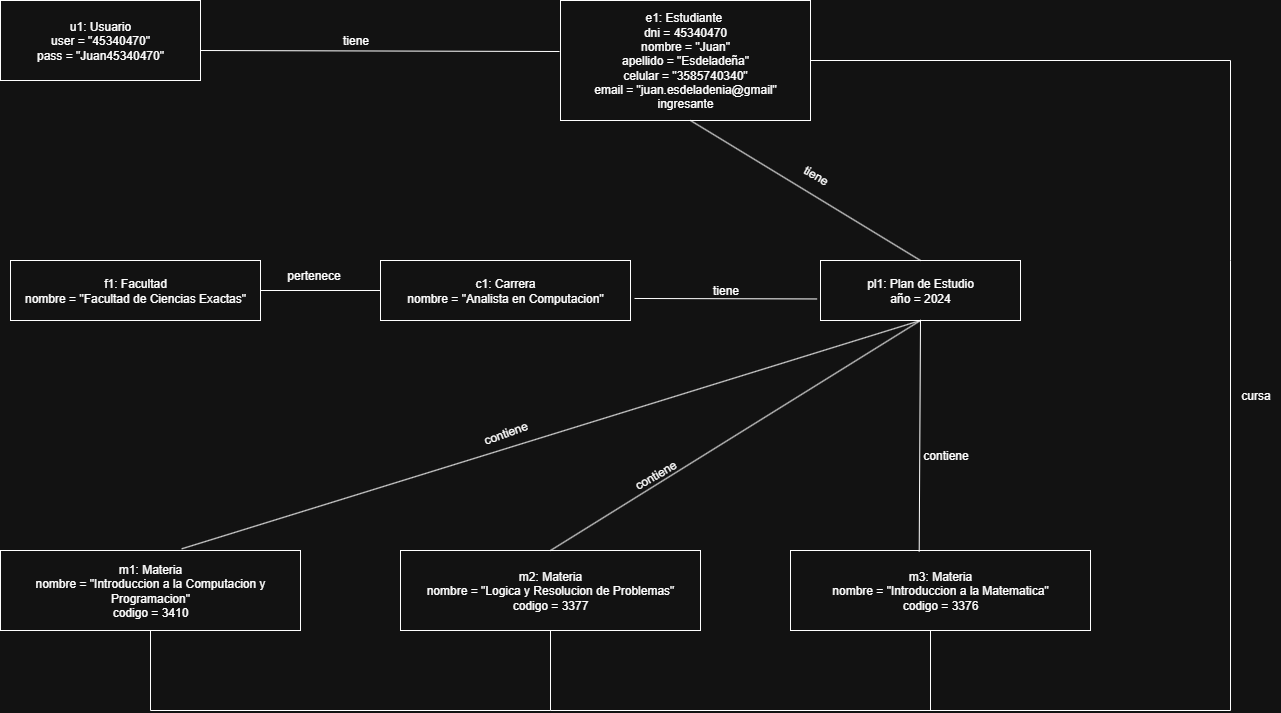 u1: Usuario
user = "45340470"
pass = "Juan45340470"
tiene
e1: Estudiante
dni = 45340470
nombre = "Juan"
apellido = "Esdeladeña"
celular = "3585740340"
email = "juan.esdeladenia@gmail"
ingresante
tiene
f1: Facultad
nombre = "Facultad de Ciencias Exactas"
pertenece
c1: Carrera
nombre = "Analista en Computacion"
tiene
pl1: Plan de Estudio
año = 2024
cursa
contiene
contiene
contiene
m1: Materia
nombre = "Introduccion a la Computacion y
Programacion"
codigo = 3410
m2: Materia
nombre = "Logica y Resolucion de Problemas"
codigo = 3377
m3: Materia
nombre = "Introduccion a la Matematica"
codigo = 3376